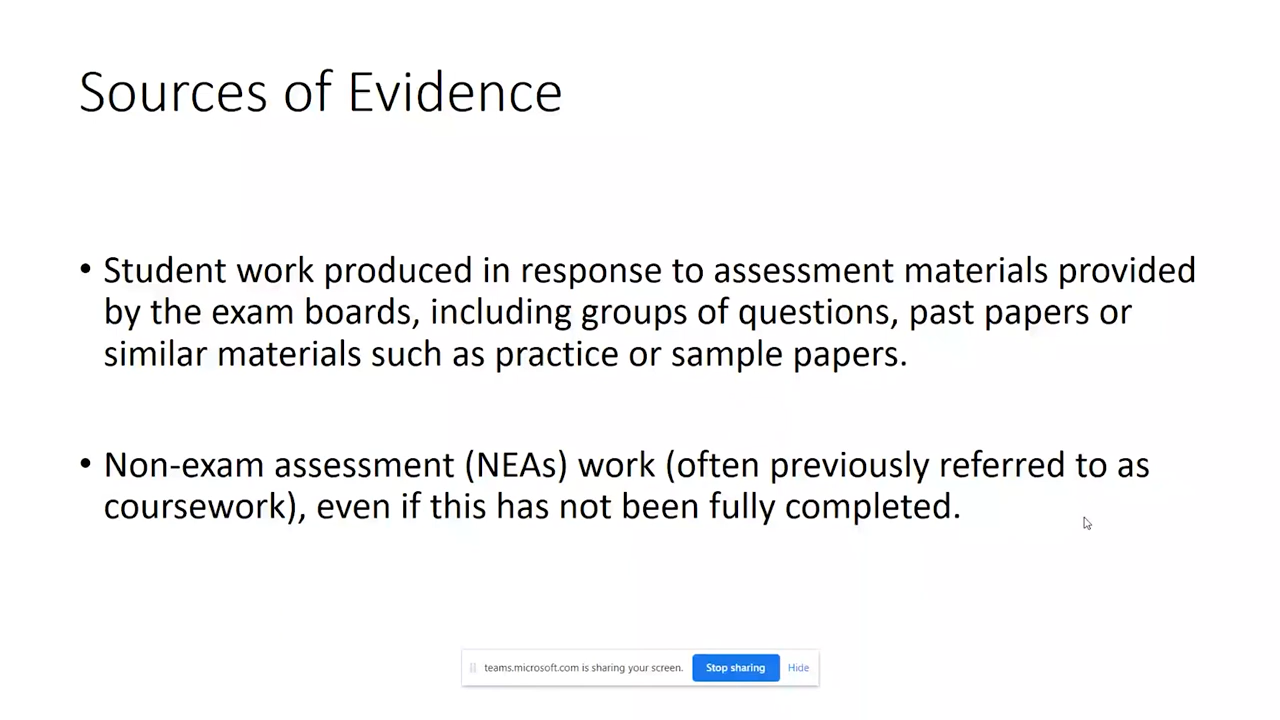 Sources of Evidence
• Student work produced in response to assessment materials provided
by the exam boards, including groups of questions, past papers or
similar materials such as practice or sample papers.
• Non-exam assessment (NEAs) work (often previously referred to as
coursework), even if this has not been fully completed.
teams.microsoft.com is sharing your screen. Stop sharing Hide